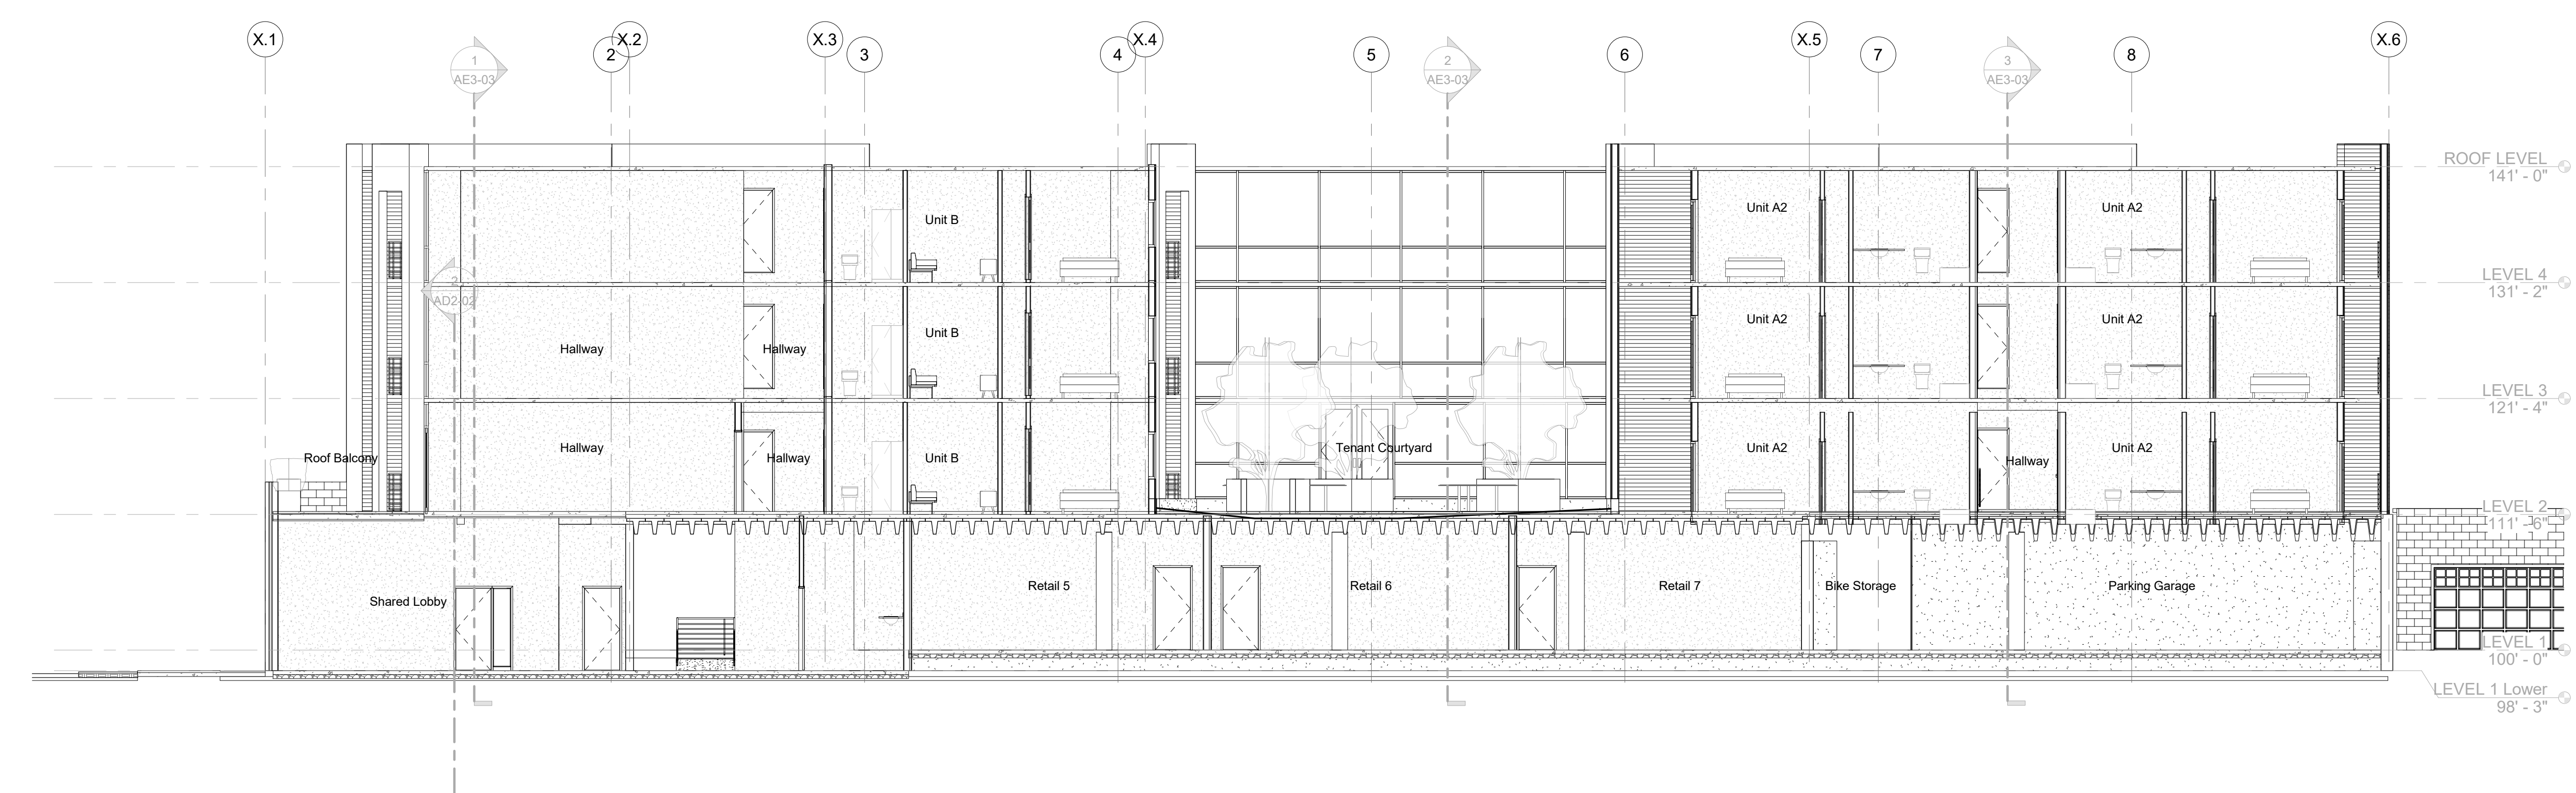 X.1
1
AE3-03
2
X.2
X.3
3
4
X.4
5
2
AE3-03
6
X.5
7
3
AE3-03
8
X.6
ROOF LEVEL
141' - 0"
Unit B
Unit A2
Unit A2
LEVEL 4
131' - 2"
2
AD2-02
Hallway
Hallway
Unit B
Unit A2
Unit A2
LEVEL 3
121' - 4"
Roof Balcony
Hallway
Hallway
Unit B
Tenant Courtyard
Unit A2
Hallway
Unit A2
LEVEL 2
111' - 6"
Shared Lobby
Retail 5
Retail 6
Retail 7
Bike Storage
Parking Garage
LEVEL 1
100' - 0"
LEVEL 1 Lower
98' - 3"